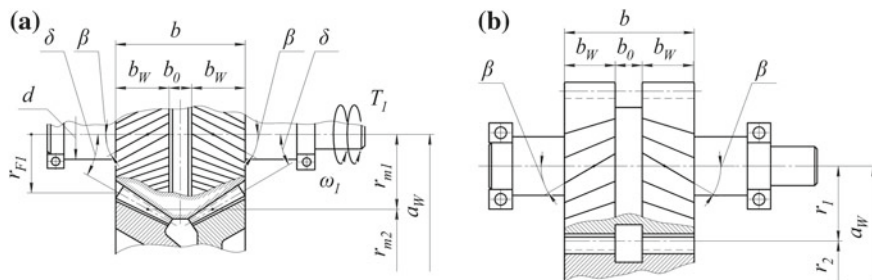 (a)
b
δ β β δ
b_W b_0 b_W
d
T_1
δ
r_F1
ω_1
r_m1
a_W
r_m2
(b)
b
b_W b_0 b_W
β β
r_1
a_W
r_2